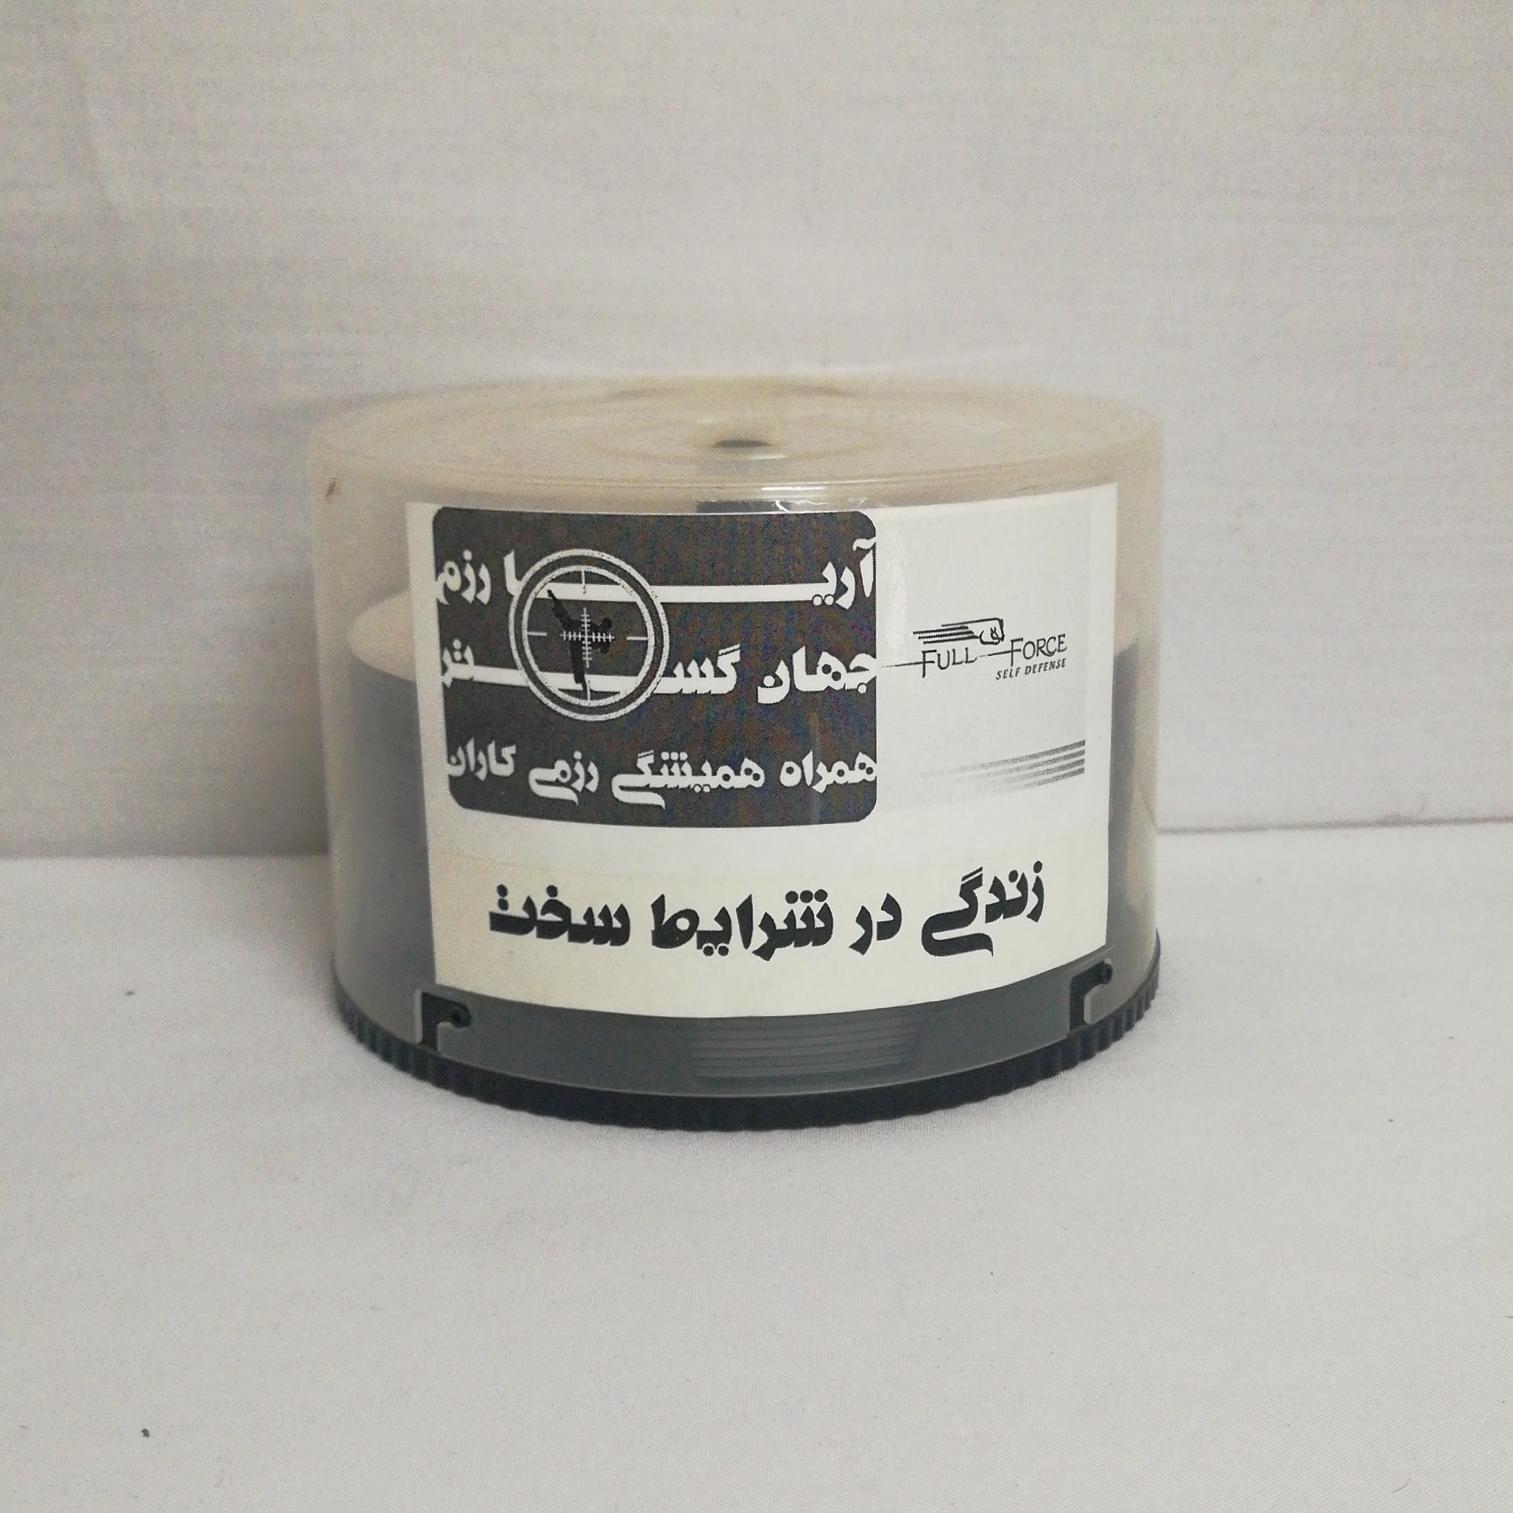 آریا رزم
جهان گستر
همراه همیشگی رزمی کاران
FULL FORCE
SELF DEFENSE
زندگی در شرایط سخت